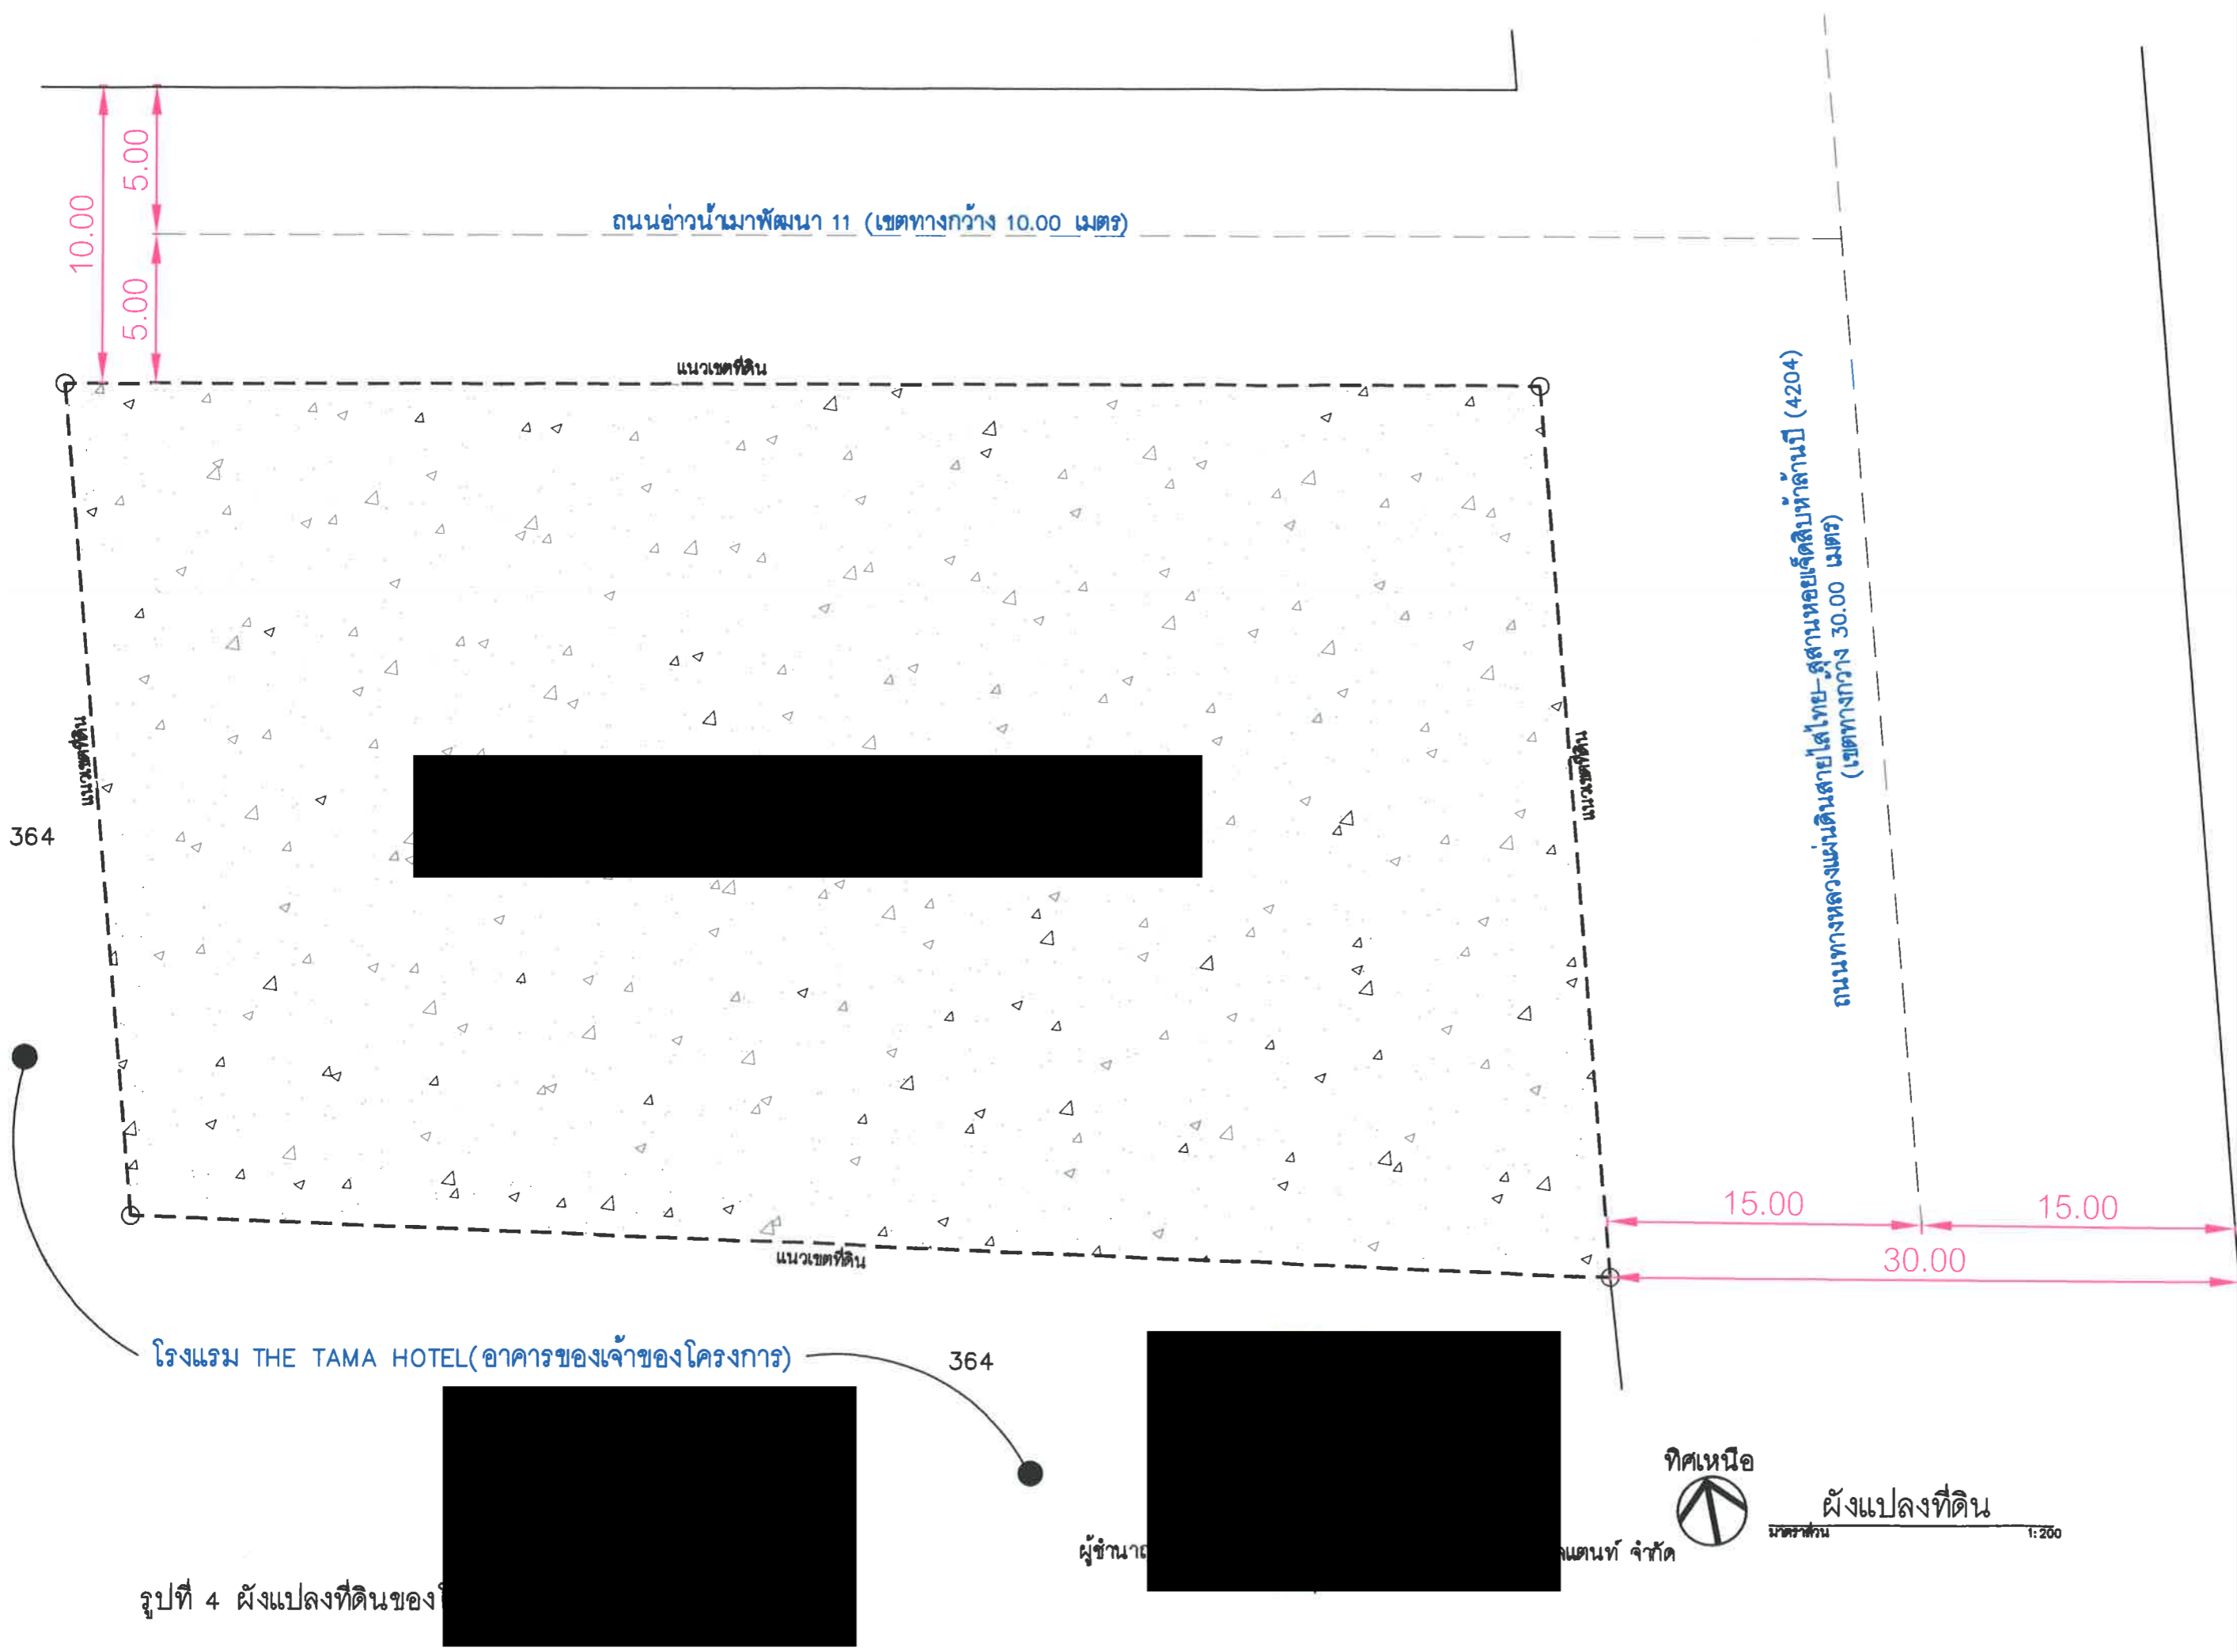 5.00
10.00
5.00
ถนนอ่าวน้ำเมาพัฒนา 11 (เขตทางกว้าง 10.00 เมตร)
แนวเขตที่ดิน
ถนนทางหลวงแผ่นดินสายไสไทย-สุสานหอยเจ็ดสิบห้าล้านปี (4204)
(เขตทางกว้าง 30.00 เมตร)
แนวเขตที่ดิน
แนวเขตที่ดิน
364
15.00
15.00
30.00
แนวเขตที่ดิน
โรงแรม THE TAMA HOTEL(อาคารของเจ้าของโครงการ)
364
ทิศเหนือ
ผังแปลงที่ดิน
มาตราส่วน 1:200
จำกัด
รูปที่ 4 ผังแปลงที่ดินของ